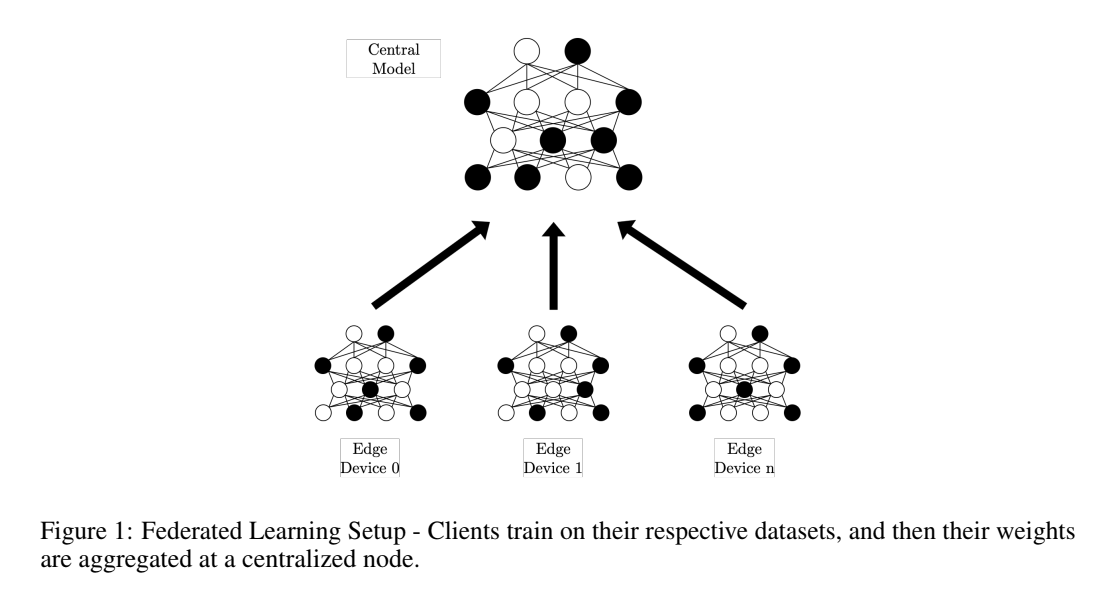 Central
Model
Edge
Device 0
Edge
Device 1
Edge
Device n
Figure 1: Federated Learning Setup - Clients train on their respective datasets, and then their weights
are aggregated at a centralized node.